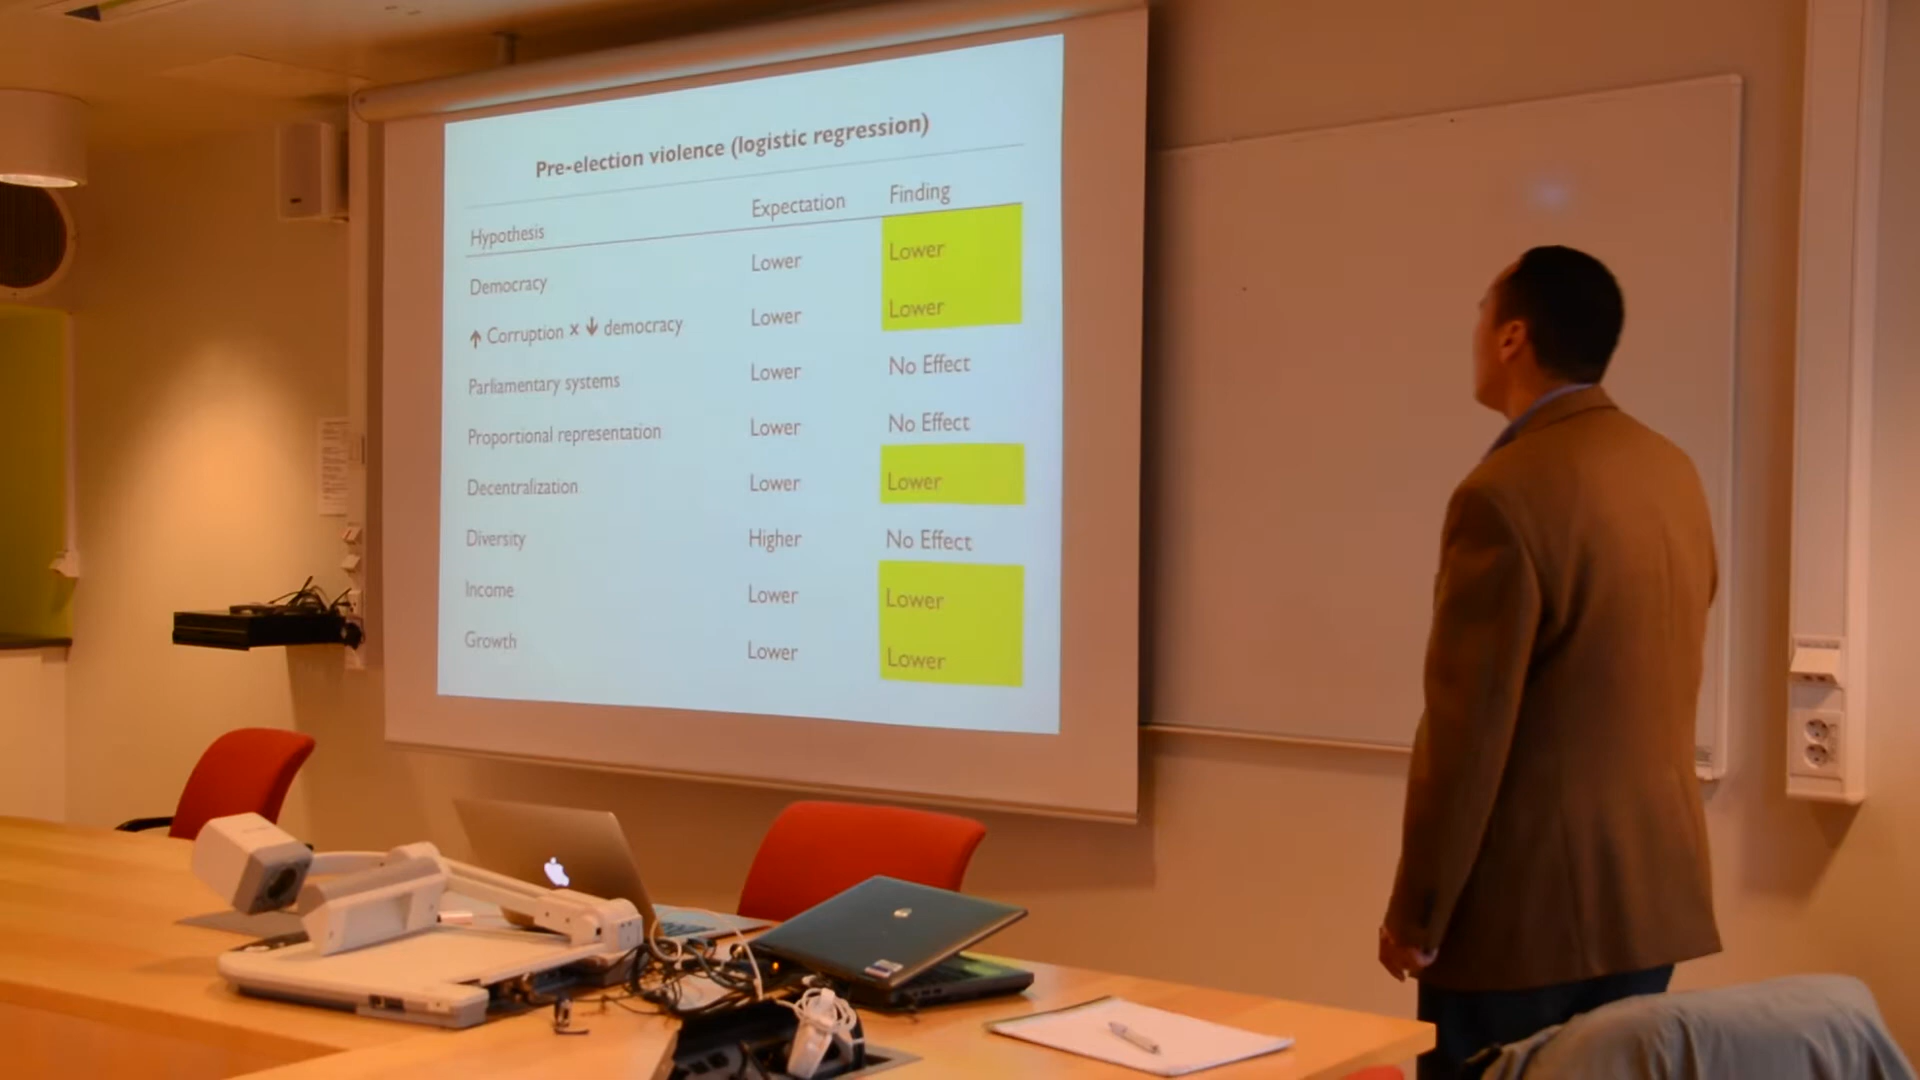 Pre-election violence (logistic regression)
Hypothesis Expectation Finding
Democracy Lower Lower
↑ Corruption × ↓ democracy Lower Lower
Parliamentary systems Lower No Effect
Proportional representation Lower No Effect
Decentralization Lower Lower
Diversity Higher No Effect
Income Lower Lower
Growth Lower Lower